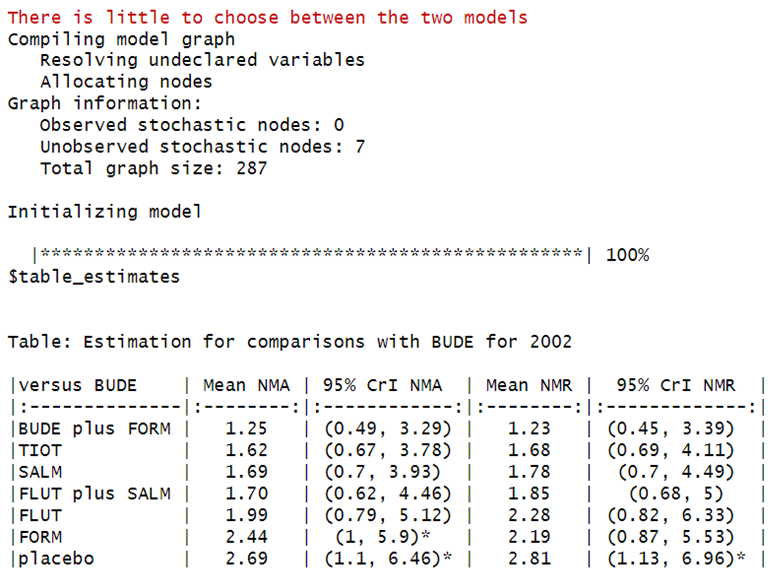 There is little to choose between the two models
Compiling model graph
   Resolving undeclared variables
   Allocating nodes
Graph information:
   Observed stochastic nodes: 0
   Unobserved stochastic nodes: 7
   Total graph size: 287

Initializing model

  |**************************************************| 100%
$table_estimates


Table: Estimation for comparisons with BUDE for 2002

|versus BUDE    | Mean NMA | 95% CrI NMA  | Mean NMR |  95% CrI NMR  |
|:--------------|:--------:|:------------:|:--------:|:-------------:|
|BUDE plus FORM |   1.25   | (0.49, 3.29) |   1.23   | (0.45, 3.39)  |
|TIOT           |   1.62   | (0.67, 3.78) |   1.68   | (0.69, 4.11)  |
|SALM           |   1.69   | (0.7, 3.93)  |   1.78   |  (0.7, 4.49)  |
|FLUT plus SALM |   1.70   | (0.62, 4.46) |   1.85   |   (0.68, 5)   |
|FLUT           |   1.99   | (0.79, 5.12) |   2.28   | (0.82, 6.33)  |
|FORM           |   2.44   |  (1, 5.9)*   |   2.19   | (0.87, 5.53)  |
|placebo        |   2.69   | (1.1, 6.46)* |   2.81   | (1.13, 6.96)* |